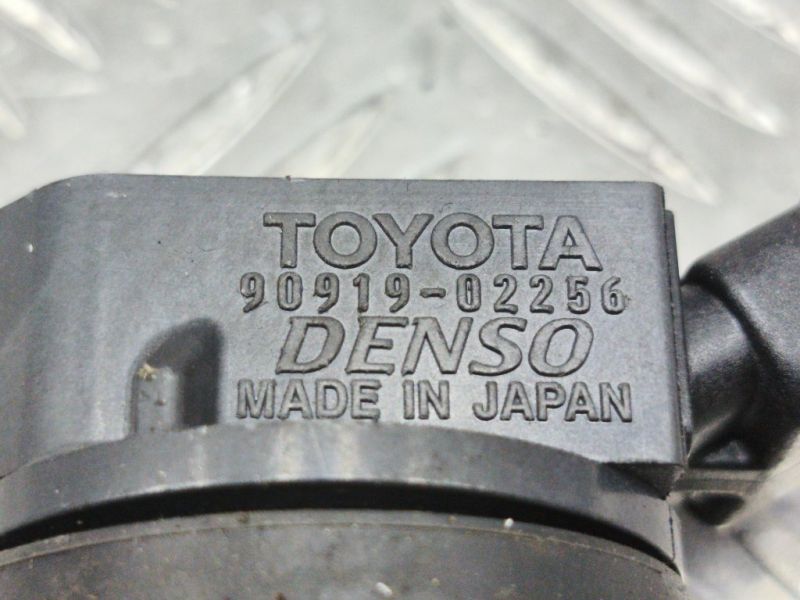 TOYOTA
90919-02256
DENSO
MADE IN JAPAN